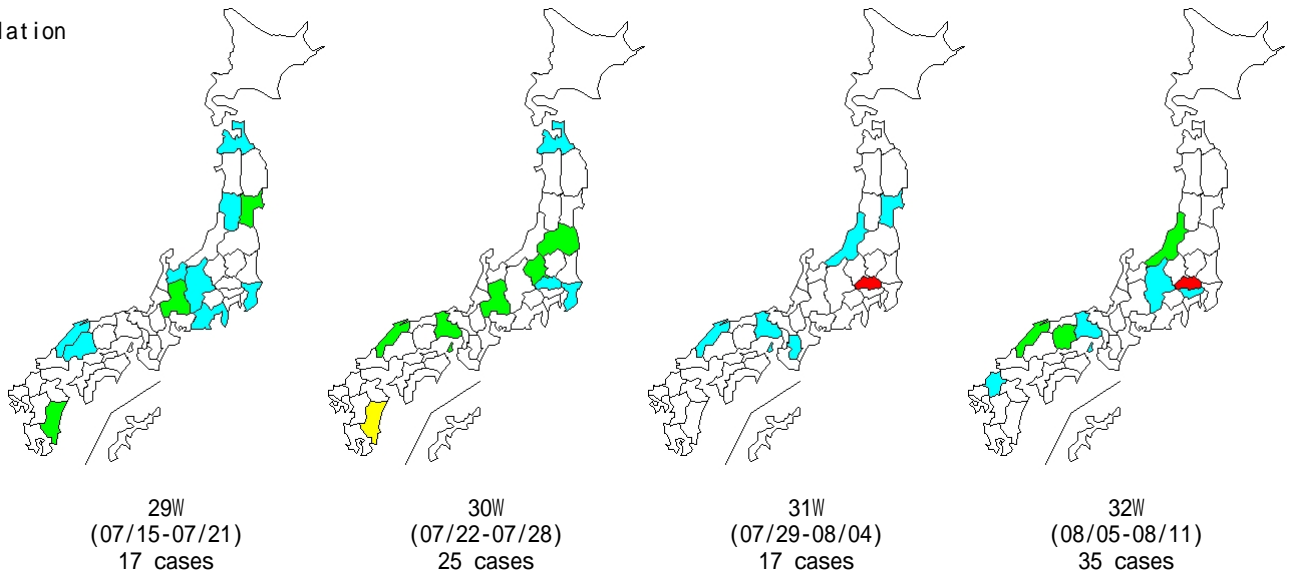 29W
(07/15-07/21)
17 cases
30W
(07/22-07/28)
25 cases
31W
(07/29-08/04)
17 cases
32W
(08/05-08/11)
35 cases